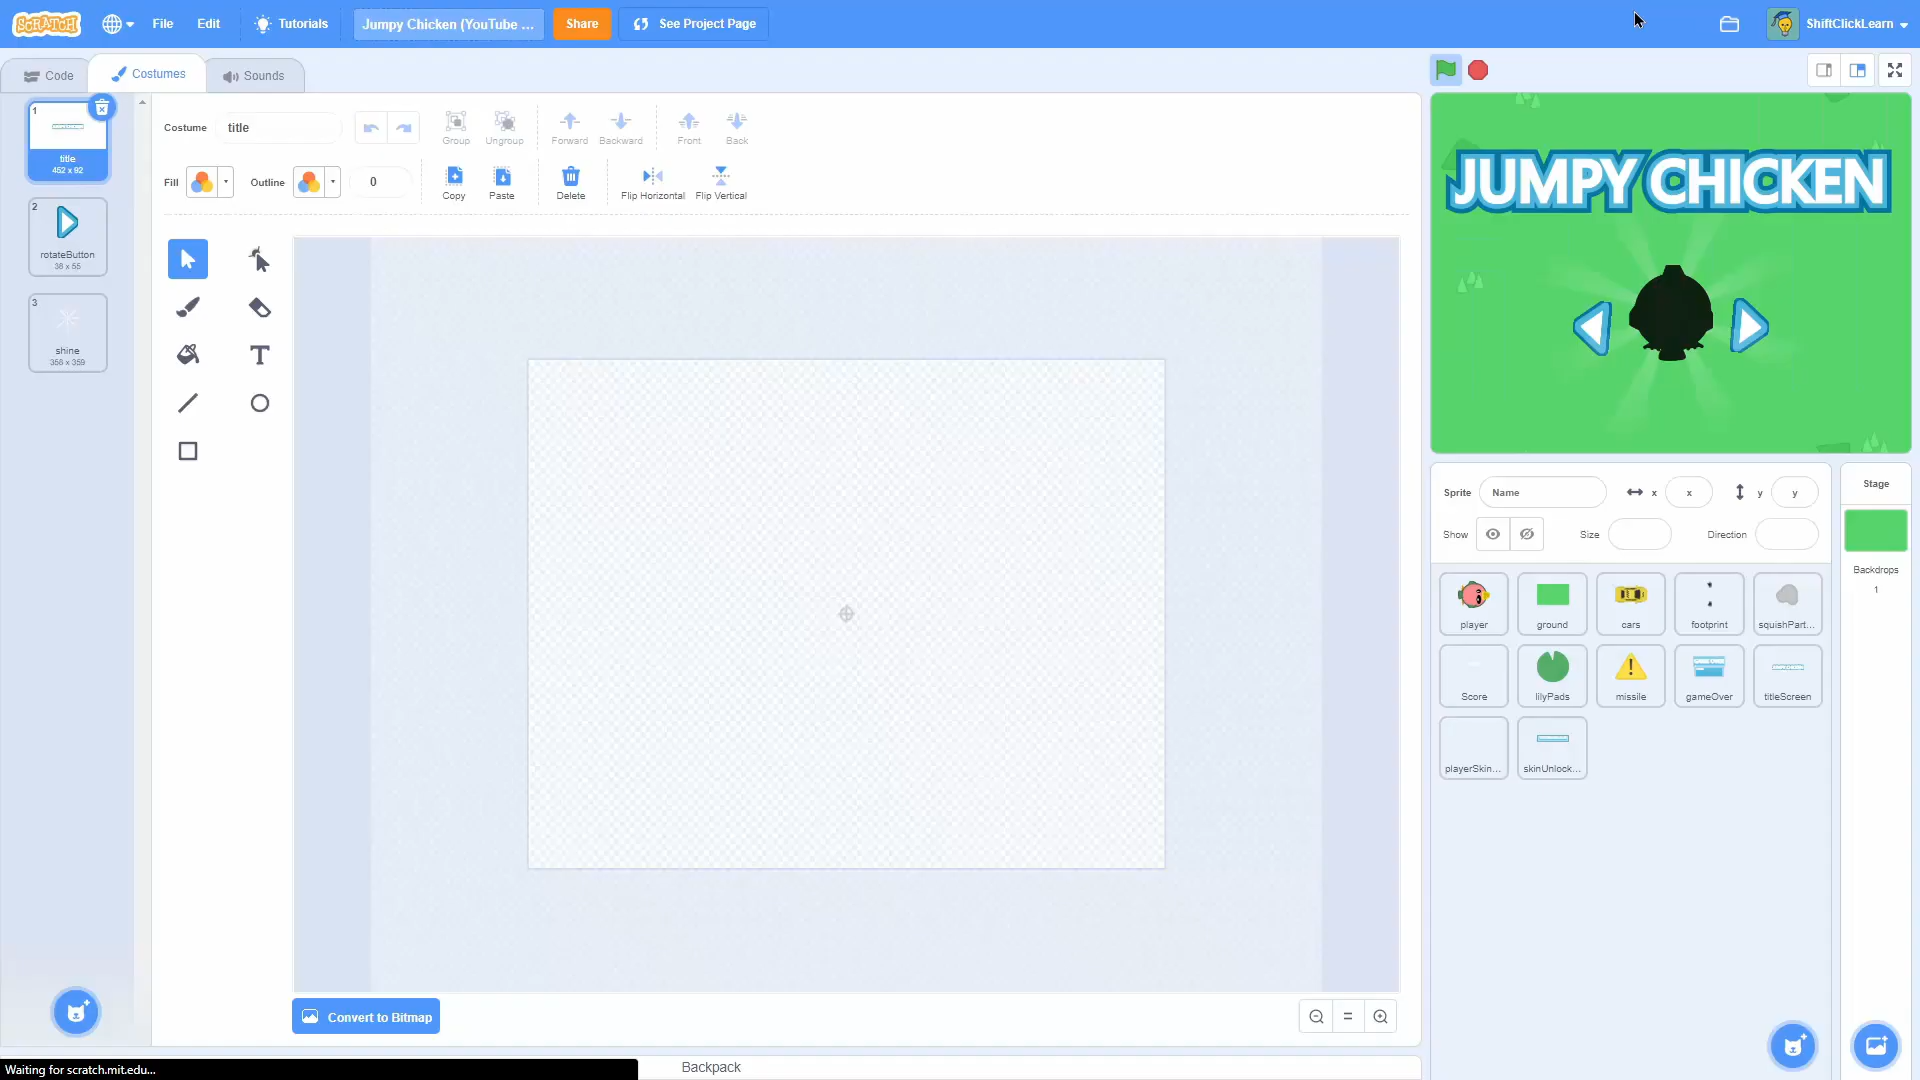 SCRATCH
File
Edit
Tutorials
Jumpy Chicken (YouTube ...
Share
See Project Page
ShiftClickLearn
Code
Costumes
Sounds
1
title
452 x 92
2
rotateButton
38 x 55
3
shine
356 x 359
Costume
title
Group
Ungroup
Forward
Backward
Front
Back
Fill
Outline
0
Copy
Paste
Delete
Flip Horizontal
Flip Vertical
T
JUMPY CHICKEN
Sprite
Name
x
x
y
y
Show
Size
Direction
Stage
Backdrops
1
player
ground
cars
footprint
squishPart...
Score
lilyPads
missile
gameOver
titleScreen
playerSkin...
skinUnlock...
Convert to Bitmap
Backpack
Waiting for scratch.mit.edu...